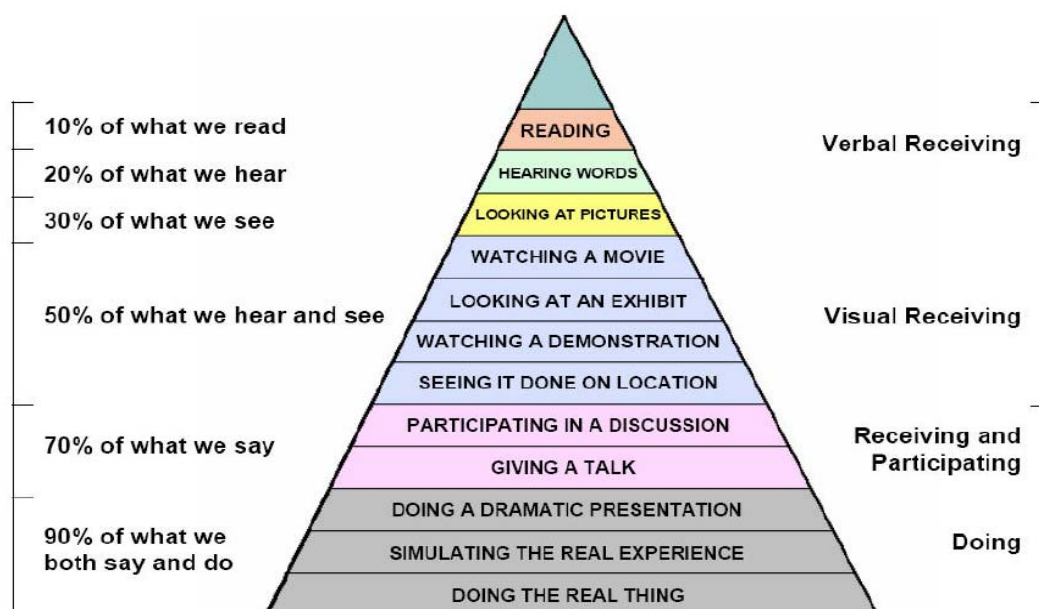 10% of what we read
READING
Verbal Receiving
20% of what we hear
HEARING WORDS
30% of what we see
LOOKING AT PICTURES
WATCHING A MOVIE
50% of what we hear and see
LOOKING AT AN EXHIBIT
Visual Receiving
WATCHING A DEMONSTRATION
SEEING IT DONE ON LOCATION
70% of what we say
PARTICIPATING IN A DISCUSSION
Receiving and
Participating
GIVING A TALK
90% of what we
both say and do
DOING A DRAMATIC PRESENTATION
Doing
SIMULATING THE REAL EXPERIENCE
DOING THE REAL THING